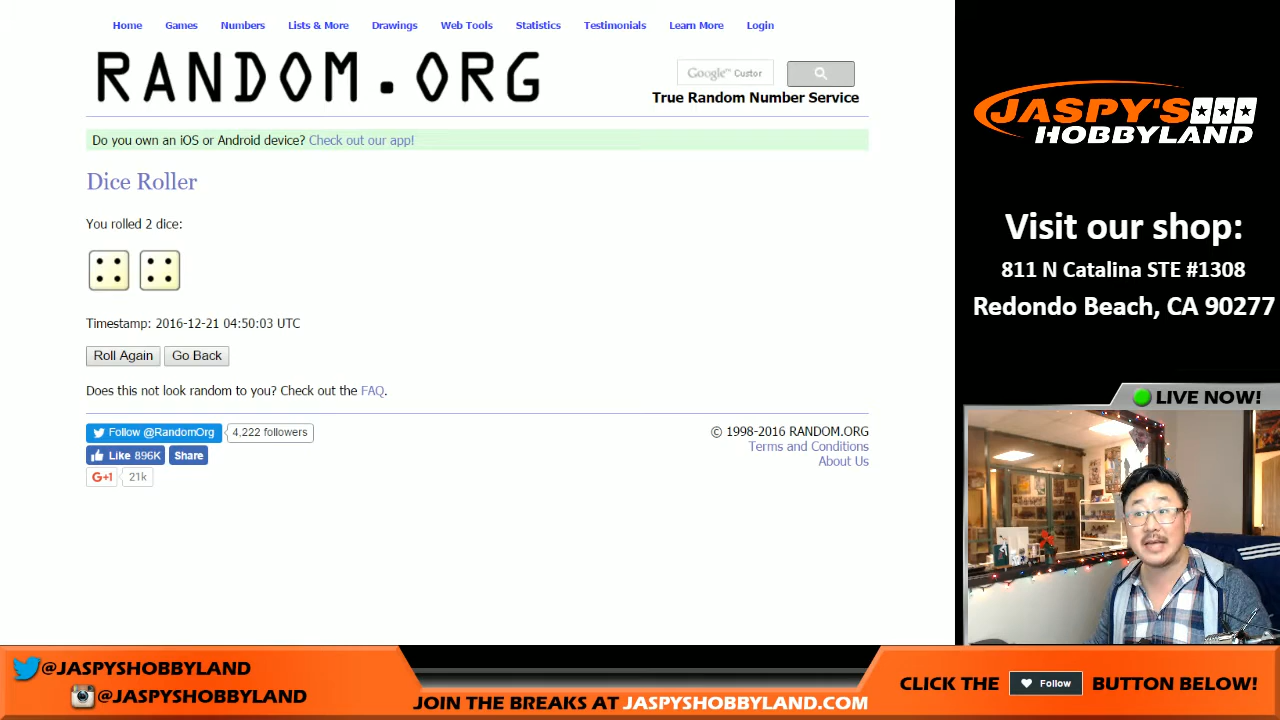 Home Games Numbers Lists & More Drawings Web Tools Statistics Testimonials Learn More Login
RANDOM.ORG
Google™ Custor
True Random Number Service
Do you own an iOS or Android device? Check out our app!
Dice Roller
You rolled 2 dice:
Timestamp: 2016-12-21 04:50:03 UTC
Roll Again Go Back
Does this not look random to you? Check out the FAQ.
Follow @RandomOrg 4,222 followers
Like 896K Share
G+1 21k
© 1998-2016 RANDOM.ORG
Terms and Conditions
About Us
JASPY'S
HOBBYLAND
Visit our shop:
811 N Catalina STE #1308
Redondo Beach, CA 90277
LIVE NOW!
@JASPYSHOBBYLAND
@JASPYSHOBBYLAND
JOIN THE BREAKS AT JASPYSHOBBYLAND.COM
CLICK THE Follow BUTTON BELOW!